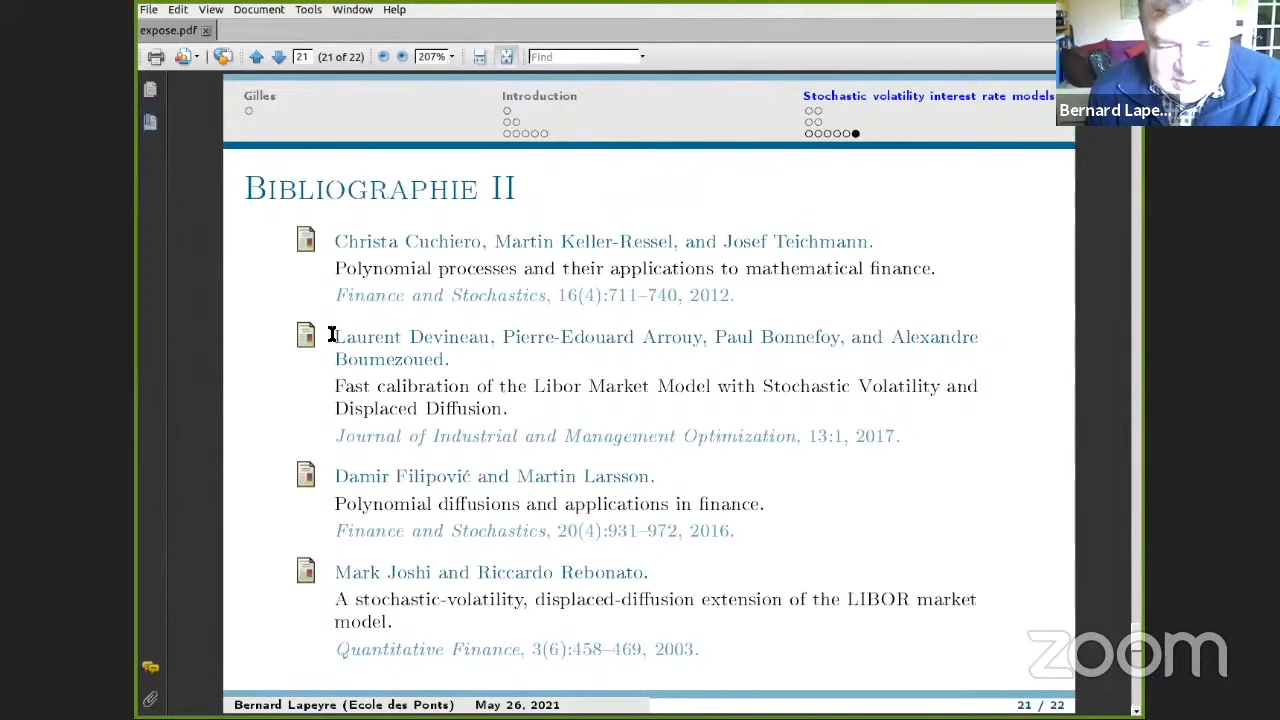 File Edit View Document Tools Window Help
expose.pdf
21 (21 of 22) 207% Find
Gilles Introduction Stochastic volatility interest rate models
Bernard Lape...
BIBLIOGRAPHIE II
Christa Cuchiero, Martin Keller-Ressel, and Josef Teichmann.
Polynomial processes and their applications to mathematical finance.
Finance and Stochastics, 16(4):711–740, 2012.
Laurent Devineau, Pierre-Edouard Arrouy, Paul Bonnefoy, and Alexandre
Boumezoued.
Fast calibration of the Libor Market Model with Stochastic Volatility and
Displaced Diffusion.
Journal of Industrial and Management Optimization, 13:1, 2017.
Damir Filipović and Martin Larsson.
Polynomial diffusions and applications in finance.
Finance and Stochastics, 20(4):931–972, 2016.
Mark Joshi and Riccardo Rebonato.
A stochastic-volatility, displaced-diffusion extension of the LIBOR market
model.
Quantitative Finance, 3(6):458–469, 2003.
zoom
Bernard Lapeyre (Ecole des Ponts) May 26, 2021 21 / 22